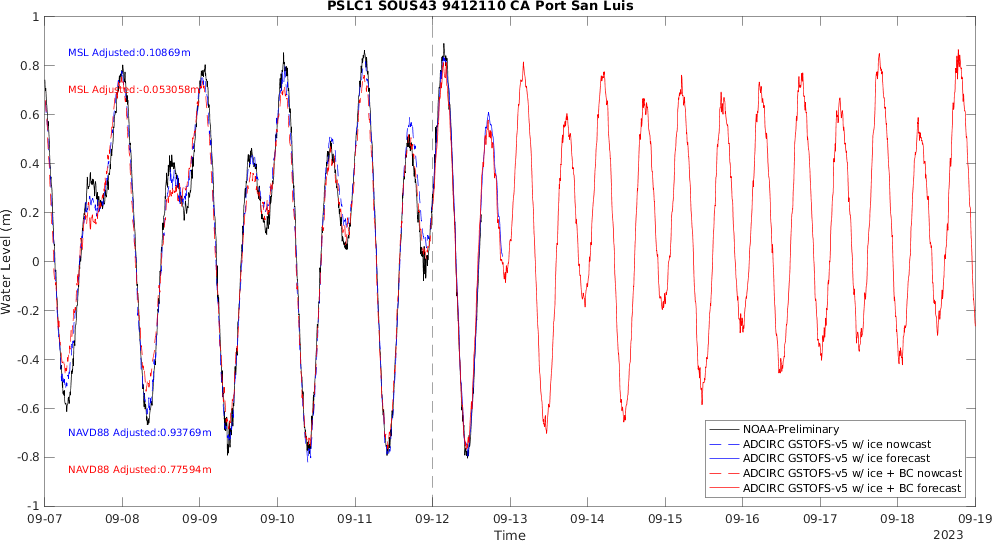 PSLC1 SOUS43 9412110 CA Port San Luis
1
0.8
0.6
0.4
0.2
0
-0.2
-0.4
-0.6
-0.8
-1
Water Level (m)
MSL Adjusted:0.10869m
MSL Adjusted:-0.053058m
NAVD88 Adjusted:0.93769m
NAVD88 Adjusted:0.77594m
NOAA-Preliminary
ADCIRC GSTOFS-v5 w/ ice nowcast
ADCIRC GSTOFS-v5 w/ ice forecast
ADCIRC GSTOFS-v5 w/ ice + BC nowcast
ADCIRC GSTOFS-v5 w/ ice + BC forecast
09-07 09-08 09-09 09-10 09-11 09-12 09-13 09-14 09-15 09-16 09-17 09-18 09-19
Time
2023